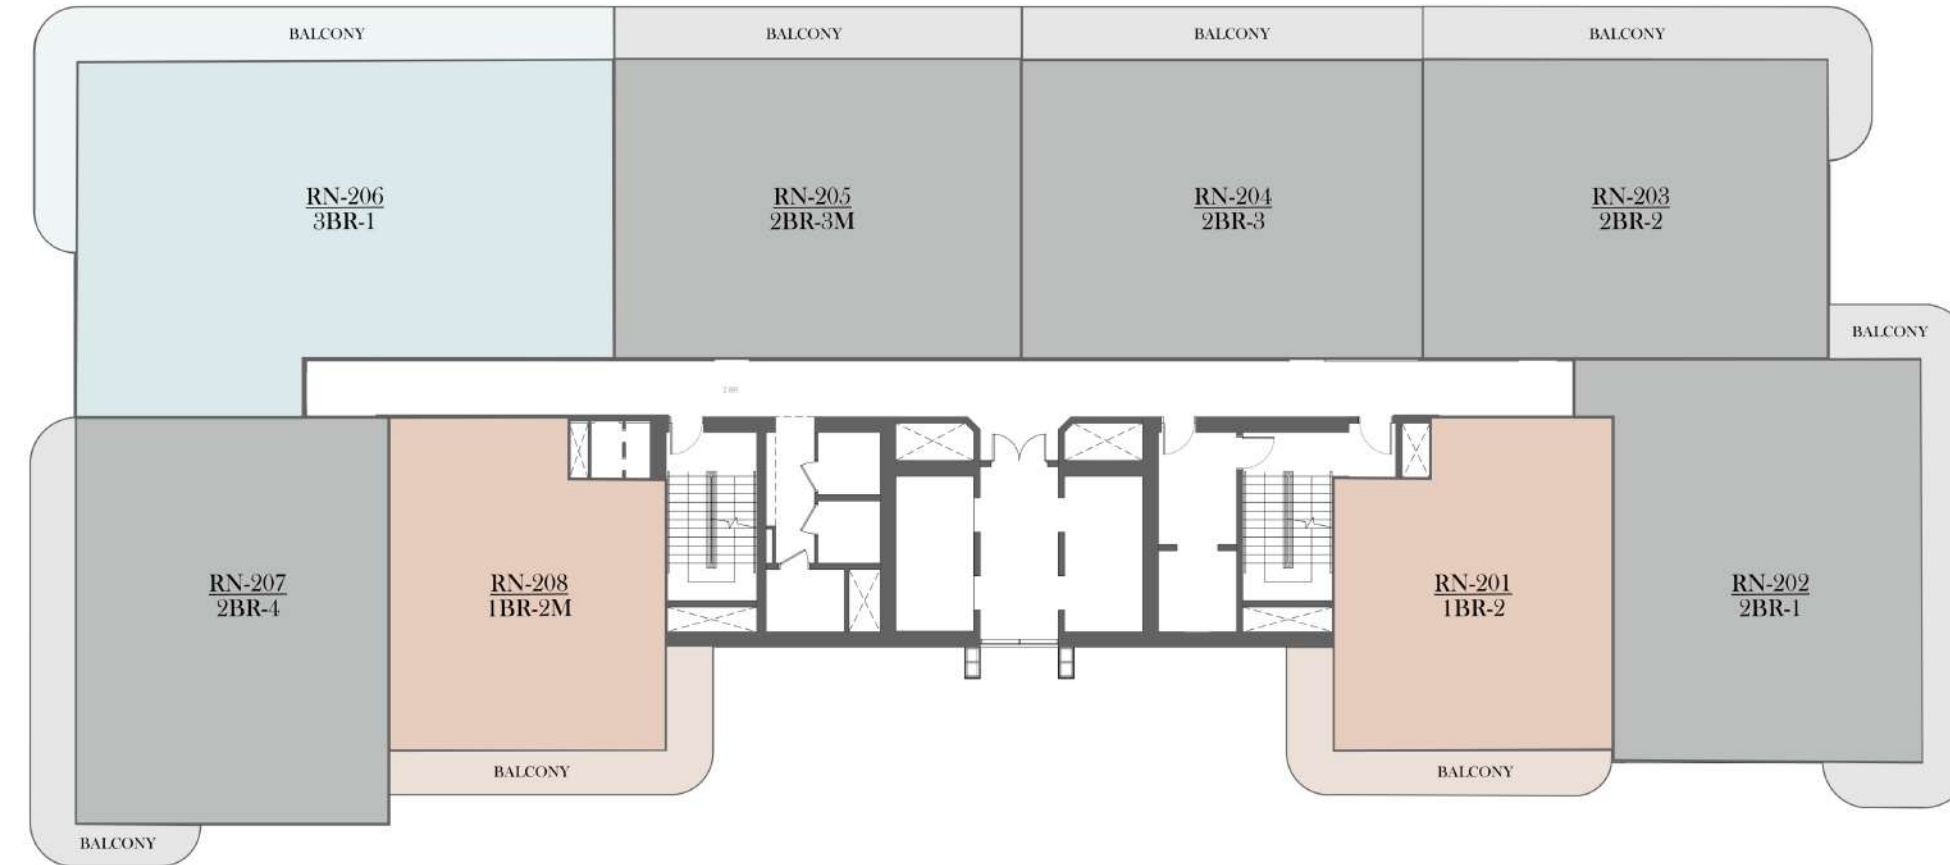 BALCONY
BALCONY
BALCONY
BALCONY
RN-206
3BR-1
RN-205
2BR-3M
RN-204
2BR-3
RN-203
2BR-2
BALCONY
RN-207
2BR-4
RN-208
1BR-2M
RN-201
1BR-2
RN-202
2BR-1
BALCONY
BALCONY
BALCONY